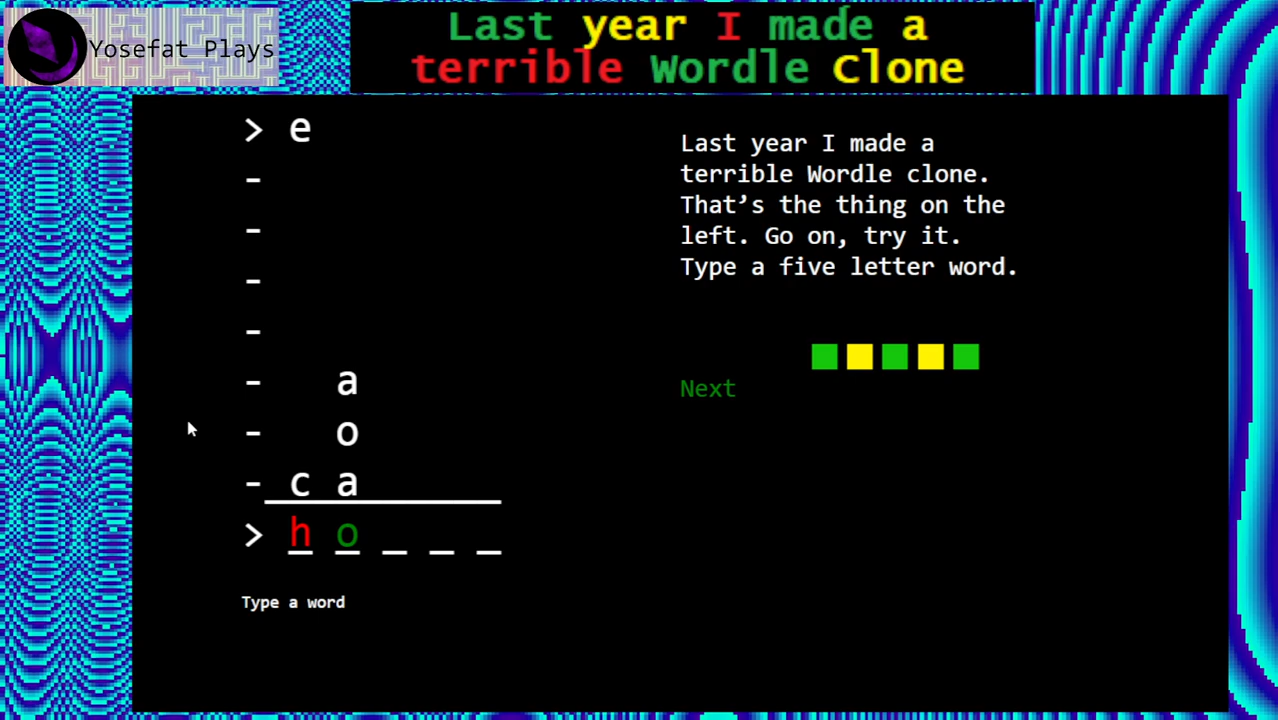 Yosefat Plays
Last year I made a
terrible Wordle Clone
> e
-
-
-
-
- a
- o
- c a
> h o _ _ _
Type a word
Last year I made a
terrible Wordle clone.
That’s the thing on the
left. Go on, try it.
Type a five letter word.
Next